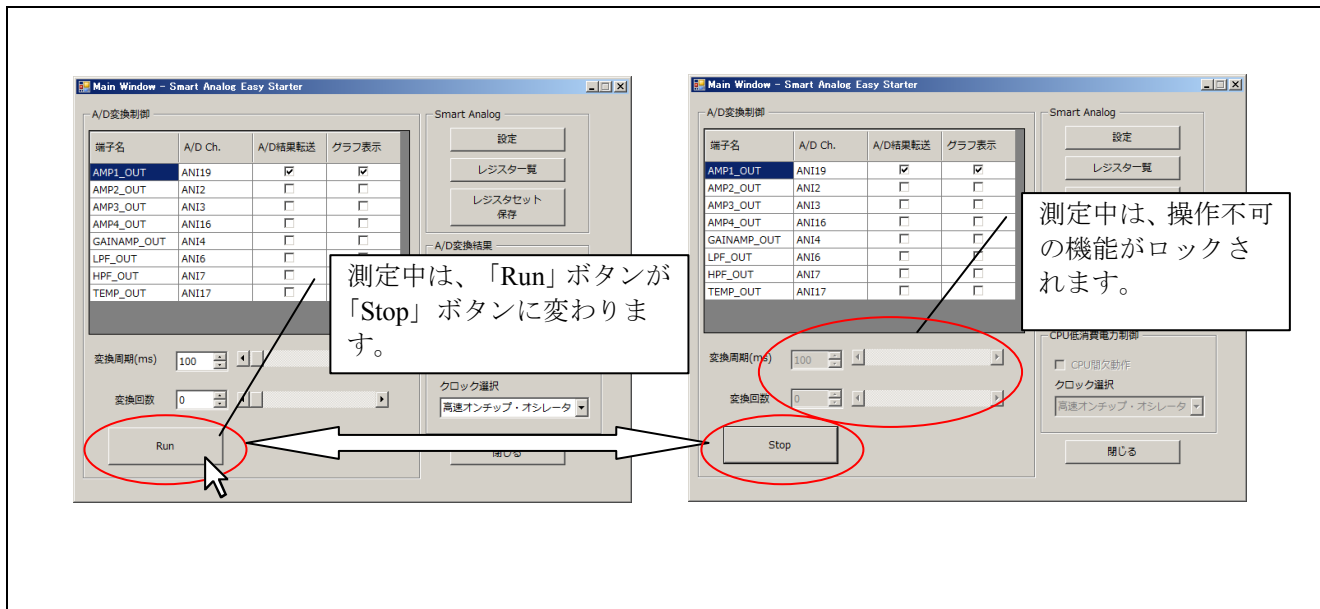 Main Window - Smart Analog Easy Starter
A/D変換制御
端子名 A/D Ch. A/D結果転送 グラフ表示
AMP1_OUT ANI19
AMP2_OUT ANI2
AMP3_OUT ANI3
AMP4_OUT ANI16
GAINAMP_OUT ANI4
LPF_OUT ANI6
HPF_OUT ANI7
TEMP_OUT ANI17
変換周期(ms) 100
変換回数 0
Run
Smart Analog
設定
レジスタ一覧
レジスタセット
保存
A/D変換結果
クロック選択
高速オンチップ・オシレータ
閉じる
測定中は、「Run」ボタンが
「Stop」ボタンに変わりま
す。
Main Window - Smart Analog Easy Starter
A/D変換制御
端子名 A/D Ch. A/D結果転送 グラフ表示
AMP1_OUT ANI19
AMP2_OUT ANI2
AMP3_OUT ANI3
AMP4_OUT ANI16
GAINAMP_OUT ANI4
LPF_OUT ANI6
HPF_OUT ANI7
TEMP_OUT ANI17
変換周期(ms) 100
変換回数 0
Stop
Smart Analog
設定
レジスタ一覧
測定中は、操作不可
の機能がロックさ
れます。
CPU低消費電力制御
CPU間欠動作
クロック選択
高速オンチップ・オシレータ
閉じる